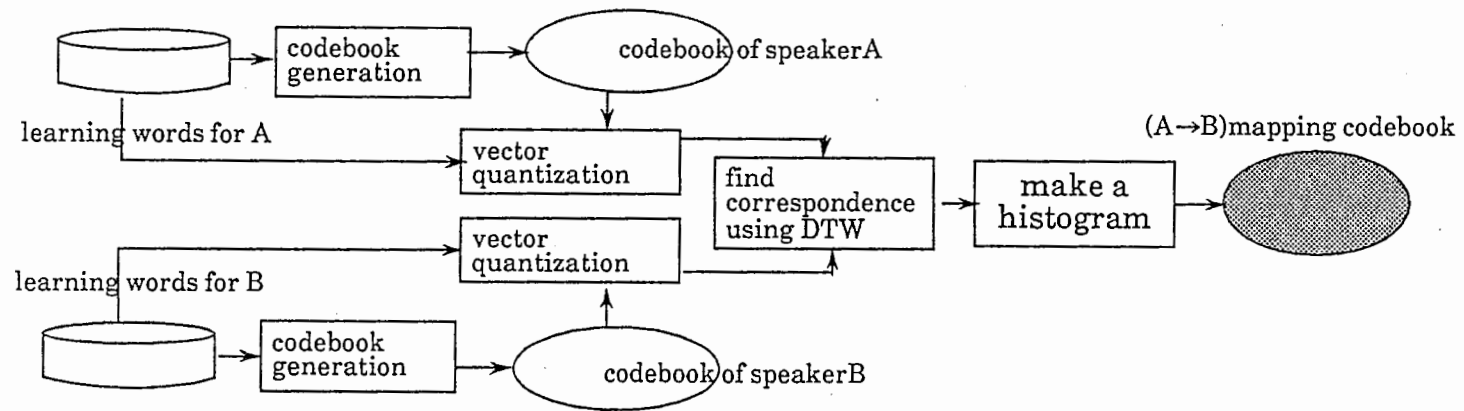 codebook
generation
codebook of speakerA
learning words for A
vector
quantization
(A→B)mapping codebook
find
correspondence
using DTW
make a
histogram
vector
quantization
learning words for B
codebook
generation
codebook of speakerB